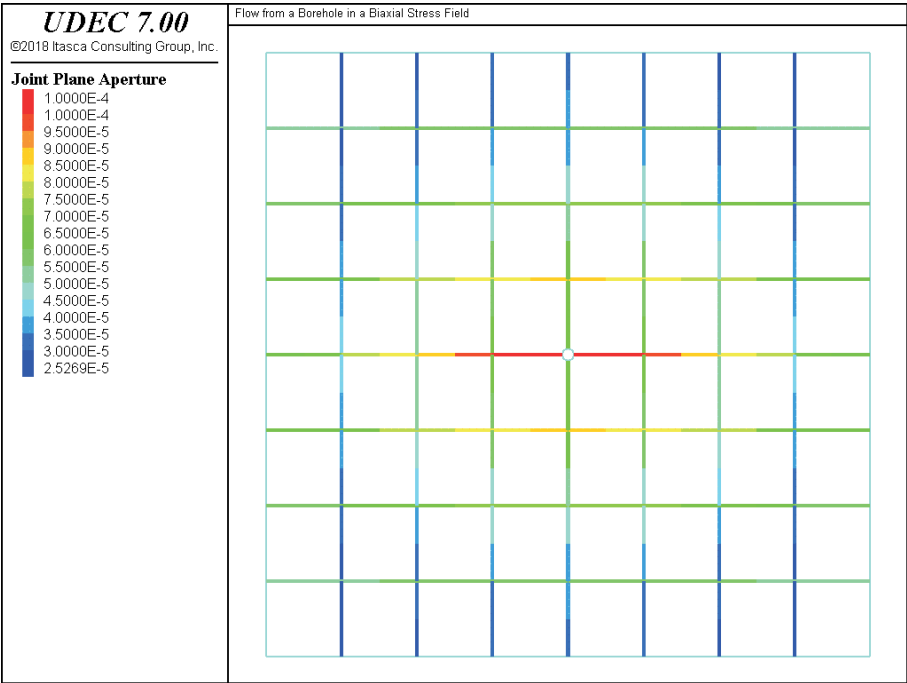 UDEC 7.00
©2018 Itasca Consulting Group, Inc.
Joint Plane Aperture
1.0000E-4
1.0000E-4
9.5000E-5
9.0000E-5
8.5000E-5
8.0000E-5
7.5000E-5
7.0000E-5
6.5000E-5
6.0000E-5
5.5000E-5
5.0000E-5
4.5000E-5
4.0000E-5
3.5000E-5
3.0000E-5
2.5269E-5
Flow from a Borehole in a Biaxial Stress Field